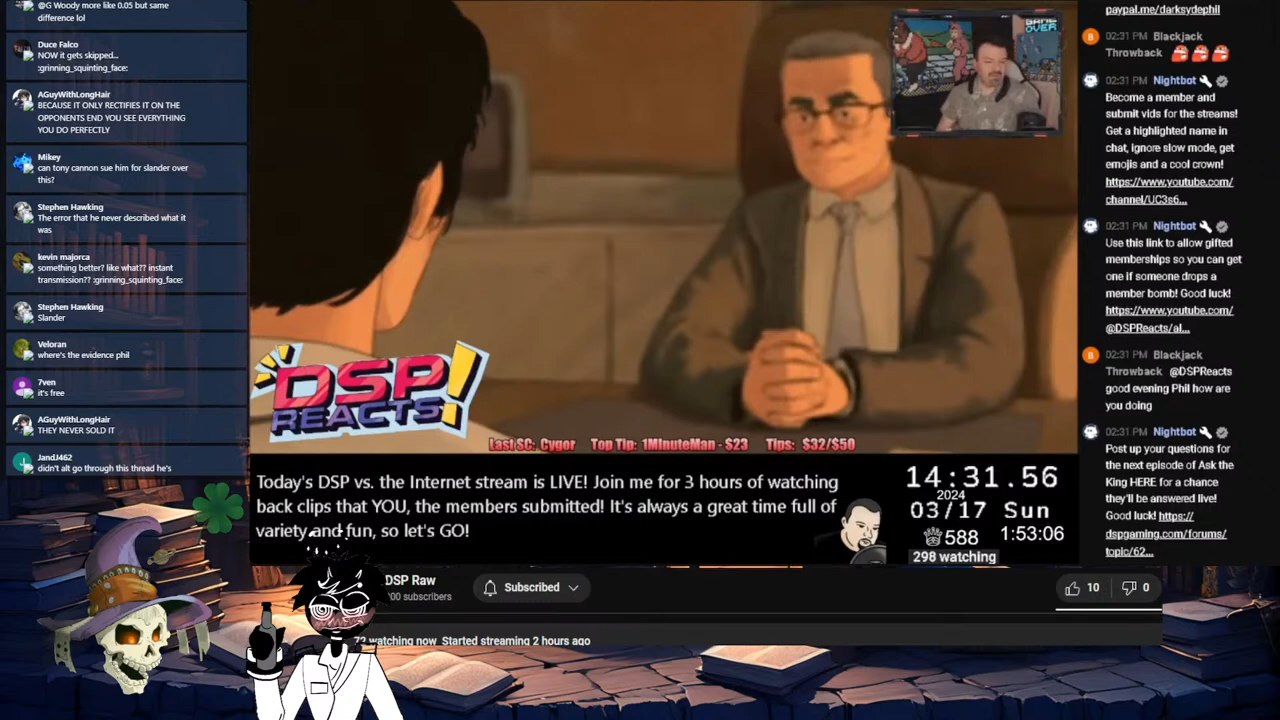 @G Woody more like 0.05 but same
difference lol
Duce Falco
NOW it gets skipped...
:grinning_squinting_face:
AGuyWithLongHair
BECAUSE IT ONLY RECTIFIES IT ON THE
OPPONENTS END YOU SEE EVERYTHING
YOU DO PERFECTLY
Mikey
can tony cannon sue him for slander over
this?
Stephen Hawking
The error that he never described what it
was
kevin majorca
something better? like what?? instant
transmission?? :grinning_squinting_face:
Stephen Hawking
Slander
Veloran
where's the evidence phil
7ven
it's free
AGuyWithLongHair
THEY NEVER SOLD IT
JandJ462
didn't alt go through this thread he's
GAME
OVER
DSP!
REACTS
Last SC: Cygor Top Tip: 1MinuteMan - $23 Tips: $32/$50
Today's DSP vs. the Internet stream is LIVE! Join me for 3 hours of watching
back clips that YOU, the members submitted! It's always a great time full of
variety and fun, so let's GO!
14:31.56
2024
03/17 Sun
588 1:53:06
298 watching
DSP Raw
00 subscribers
Subscribed
10
0
72 watching now Started streaming 2 hours ago
paypal.me/darksydephil
B
02:31 PM Blackjack
Throwback
02:31 PM Nightbot
Become a member and
submit vids for the streams!
Get a highlighted name in
chat, ignore slow mode, get
emojis and a cool crown!
https://www.youtube.com/
channel/UC3s6...
02:31 PM Nightbot
Use this link to allow gifted
memberships so you can get
one if someone drops a
member bomb! Good luck!
https://www.youtube.com/
@DSPReacts/al...
B
02:31 PM Blackjack
Throwback @DSPReacts
good evening Phil how are
you doing
02:31 PM Nightbot
Post up your questions for
the next episode of Ask the
King HERE for a chance
they'll be answered live!
Good luck! https://
dspgaming.com/forums/
topic/62...